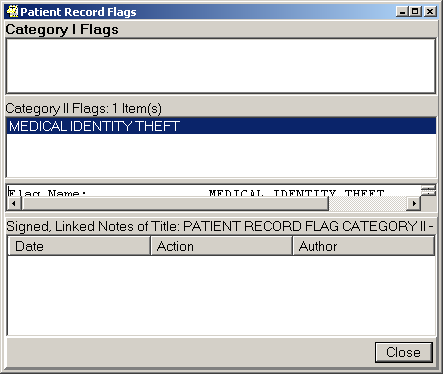 Patient Record Flags
Category I Flags
Category II Flags: 1 Item(s)
MEDICAL IDENTITY THEFT
Flag Name: MEDICAL IDENTITY THEFT
Signed, Linked Notes of Title: PATIENT RECORD FLAG CATEGORY II -
Date Action Author
Close